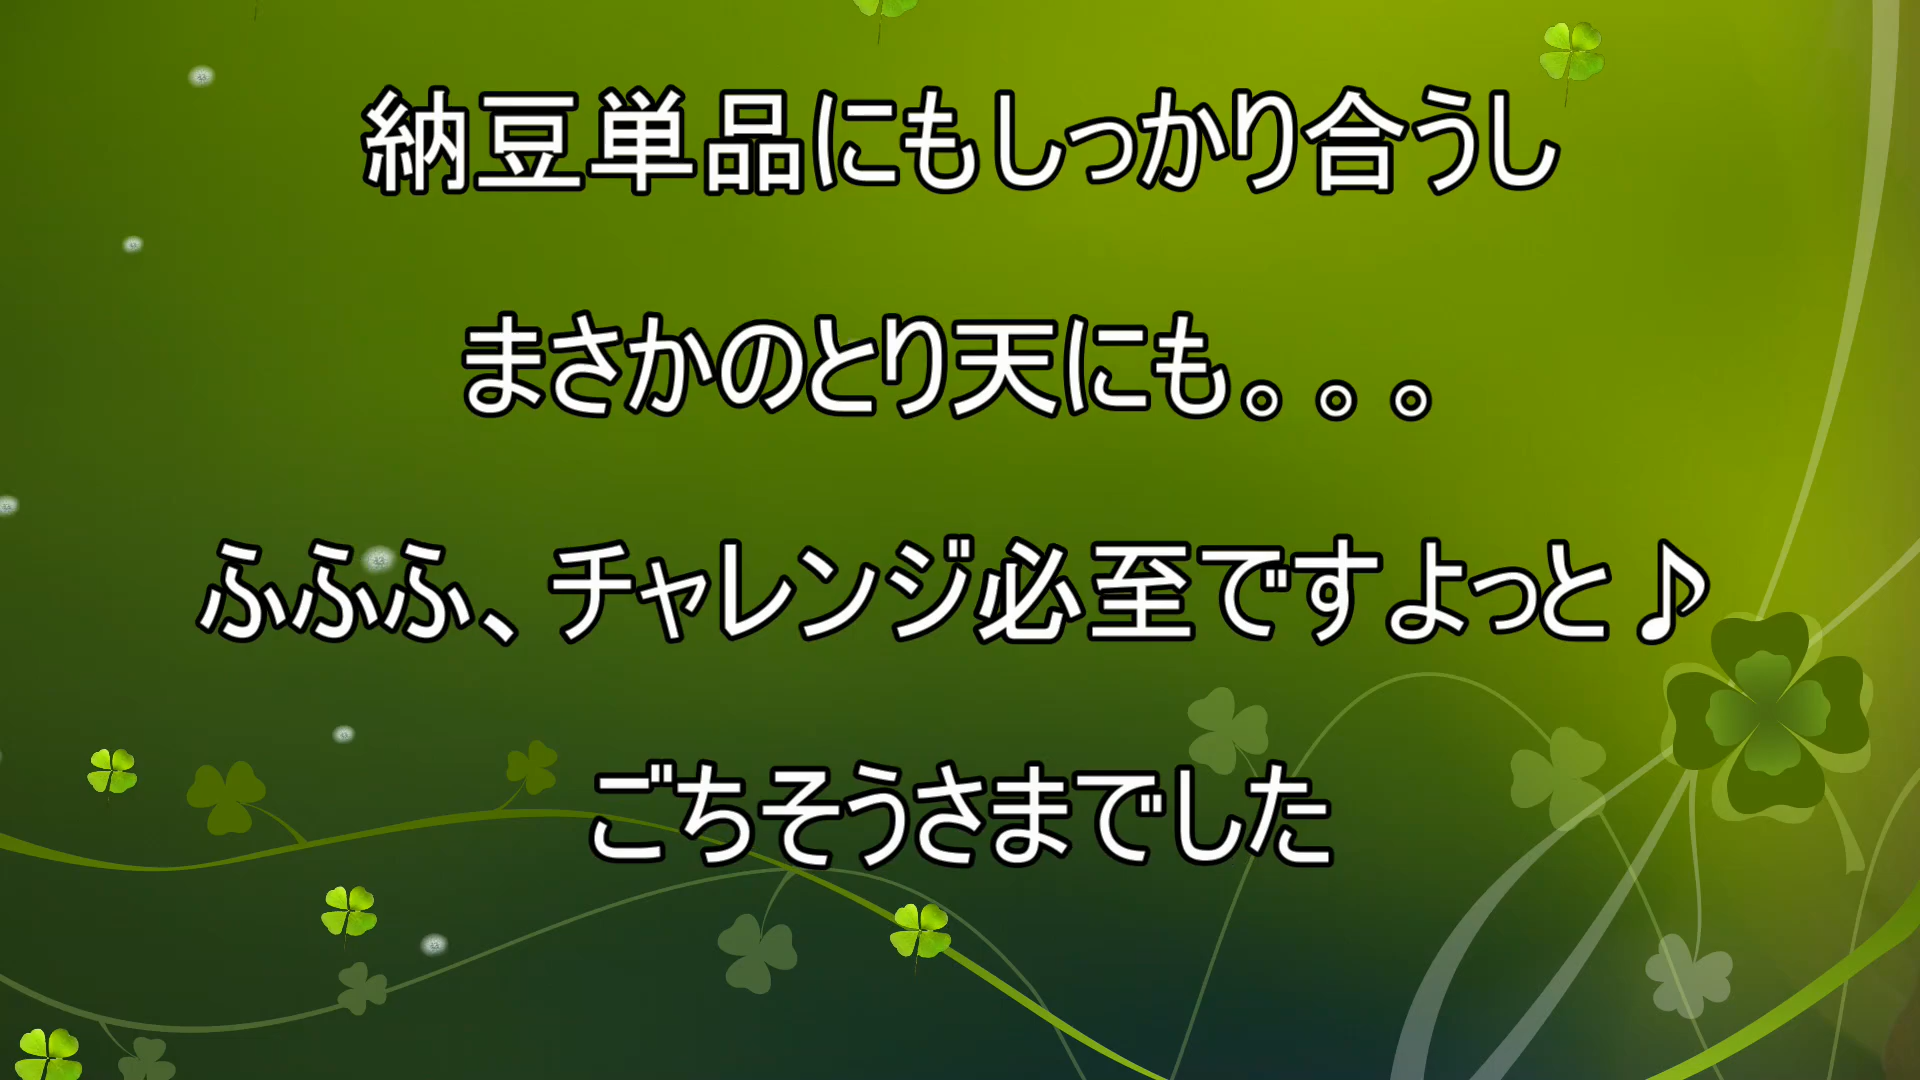 納豆単品にもしっかり合うし
まさかのとり天にも。。。
ふふふ、チャレンジ必至ですよっと♪
ごちそうさまでした